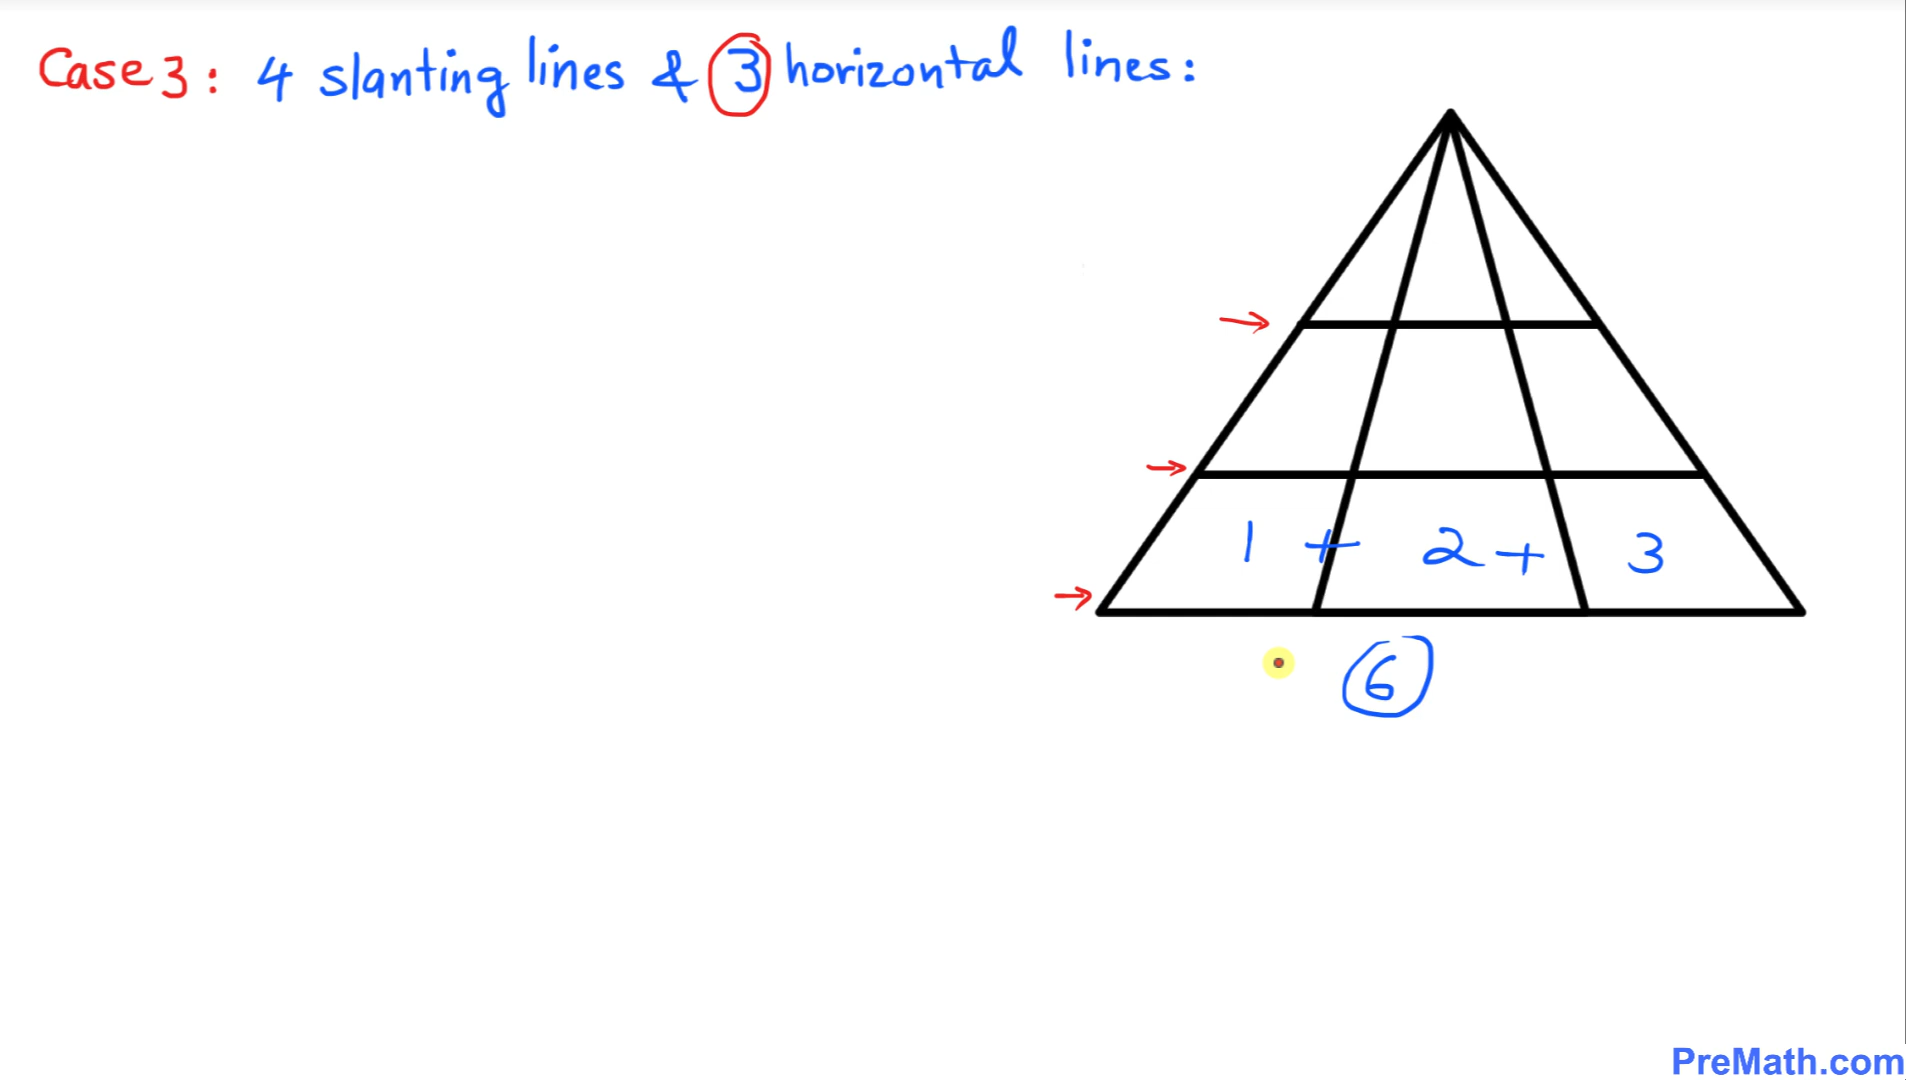 Case 3: 4 slanting lines & 3 horizontal lines:
1 + 2 + 3
6
PreMath.com